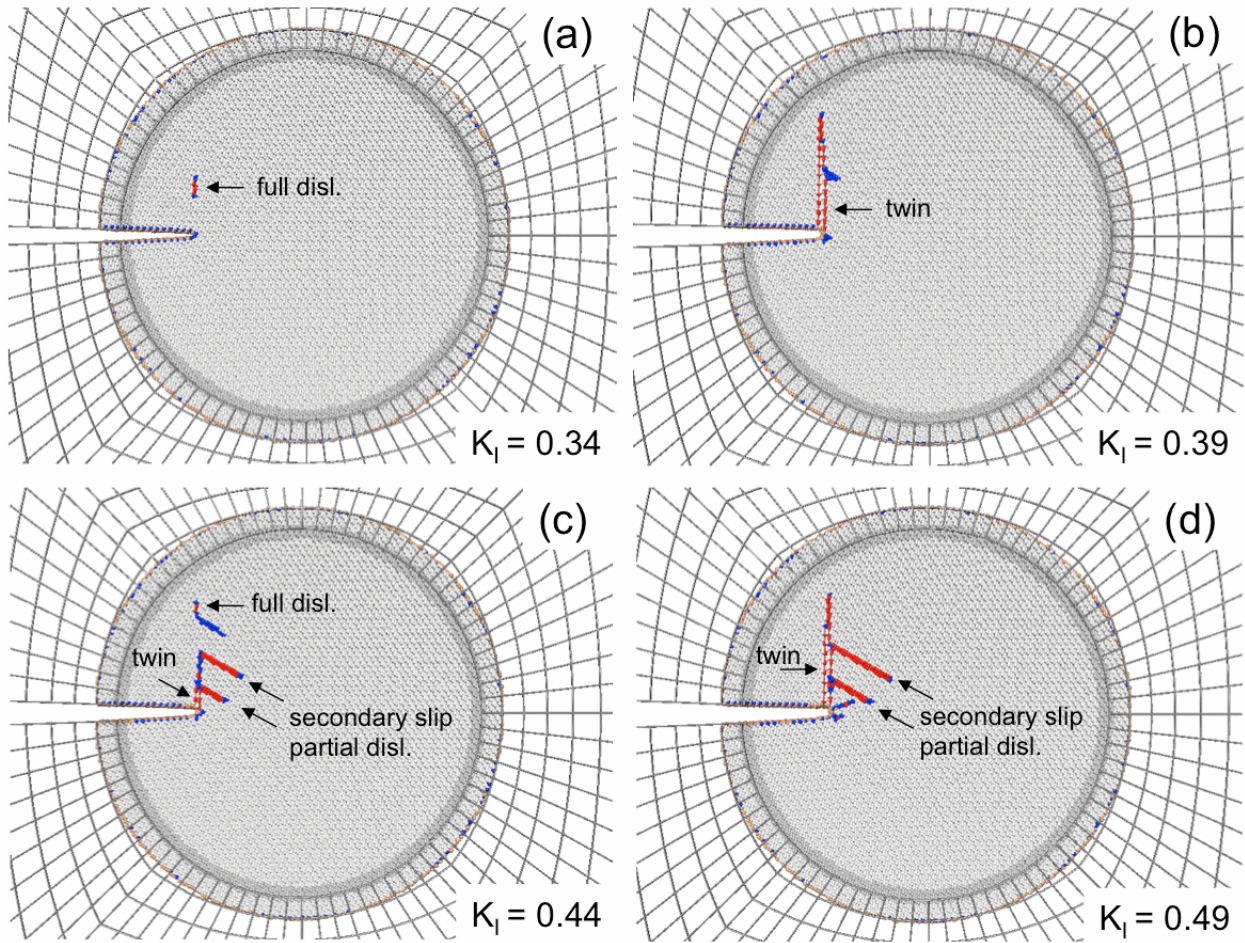 (a)
full disl.
K_I = 0.34
(b)
twin
K_I = 0.39
(c)
full disl.
twin
secondary slip
partial disl.
K_I = 0.44
(d)
twin
secondary slip
partial disl.
K_I = 0.49